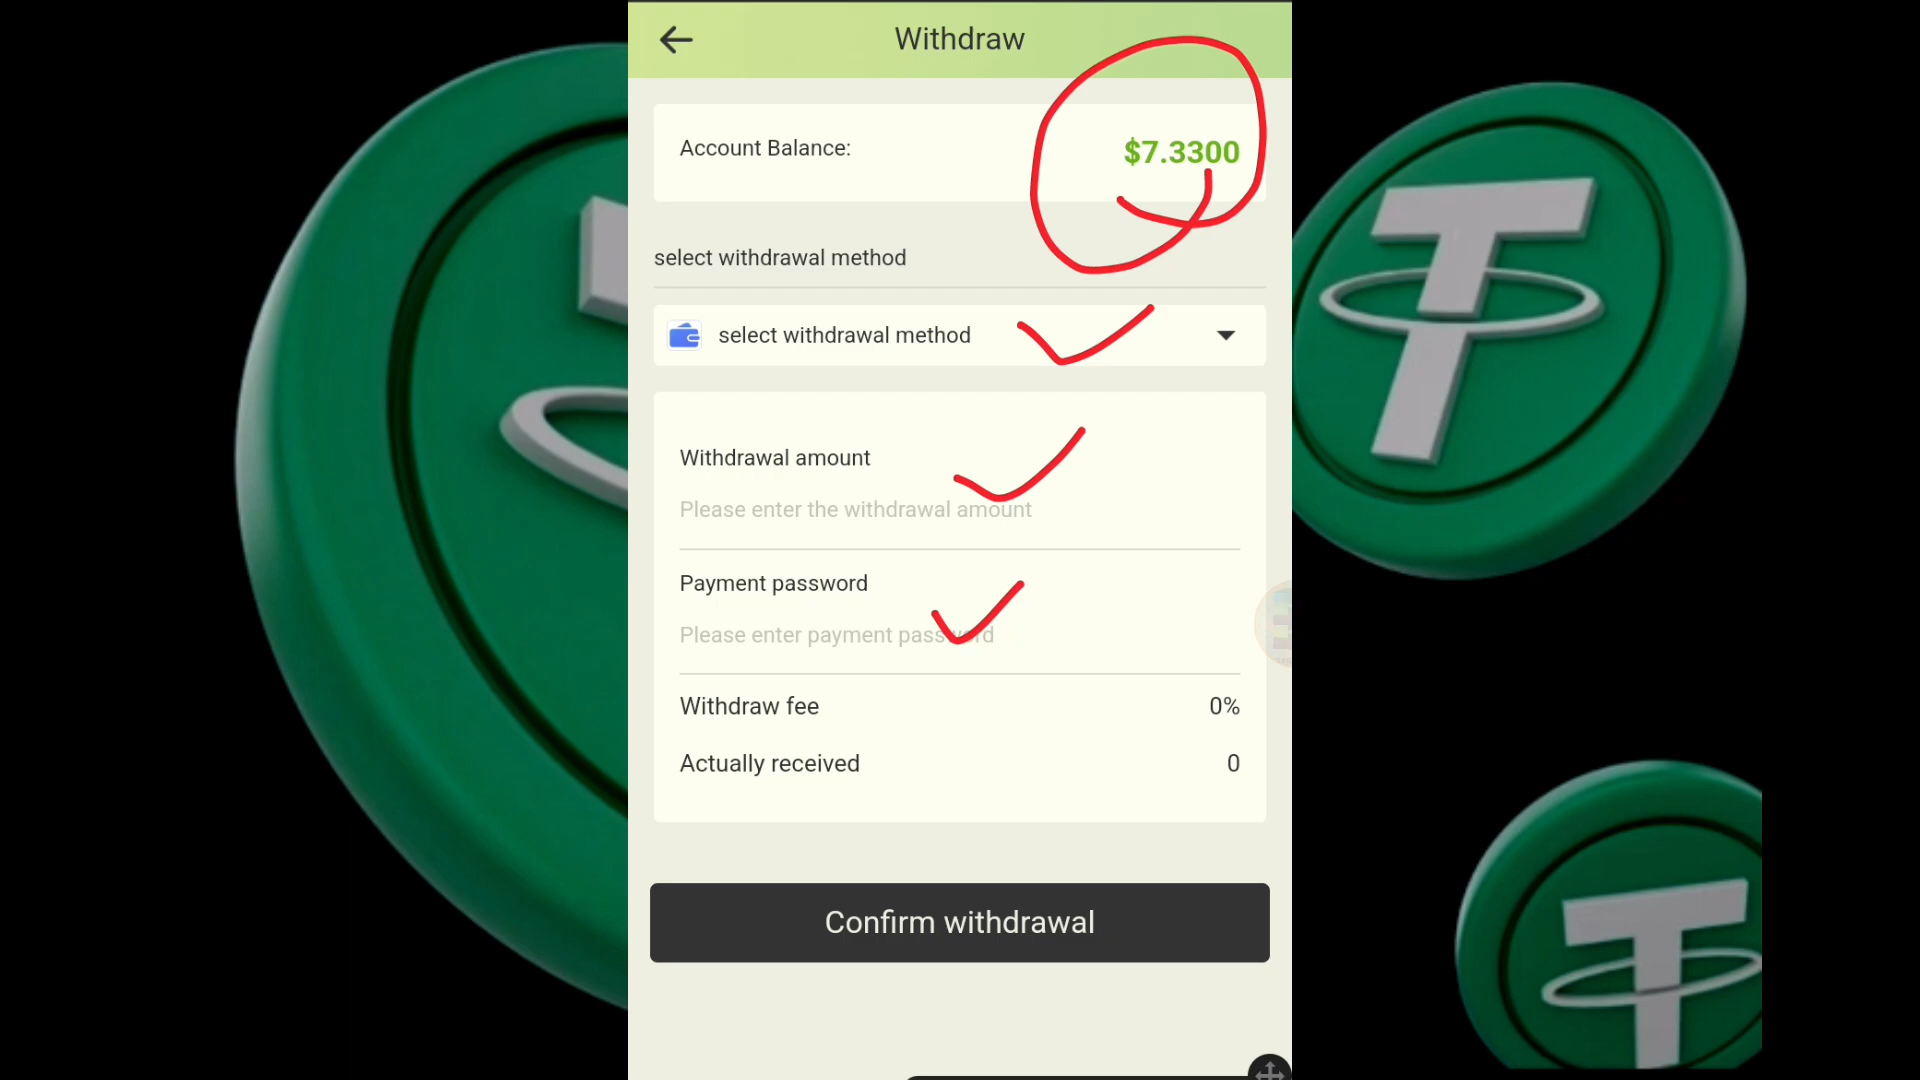 Withdraw
Account Balance:
$7.3300
select withdrawal method
select withdrawal method
Withdrawal amount
Please enter the withdrawal amount
Payment password
Please enter payment password
Withdraw fee
0%
Actually received
0
Confirm withdrawal